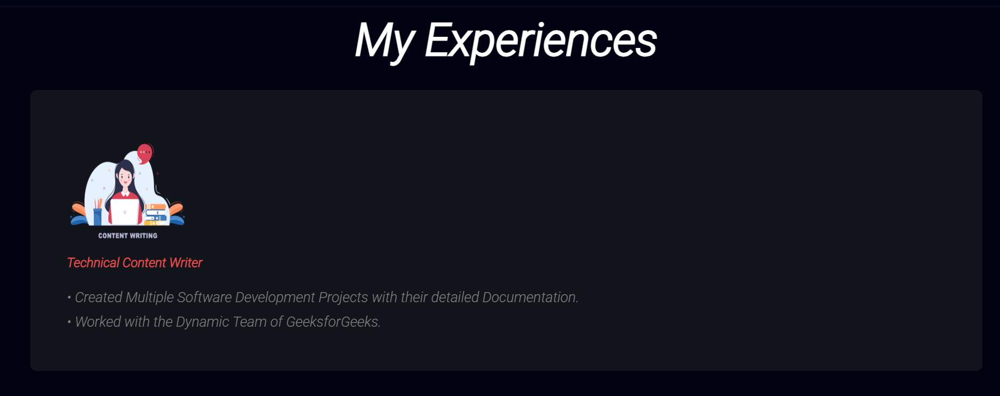 My Experiences
CONTENT WRITING
Technical Content Writer
• Created Multiple Software Development Projects with their detailed Documentation.
• Worked with the Dynamic Team of GeeksforGeeks.